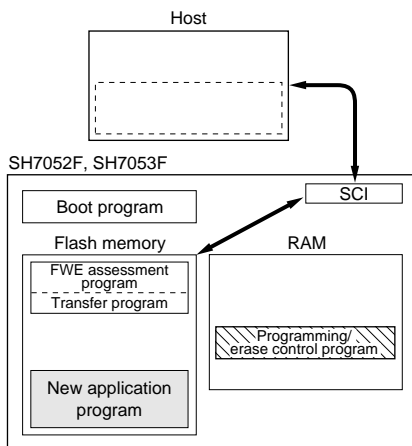 Host
SH7052F, SH7053F
SCI
Boot program
Flash memory
RAM
FWE assessment
program
Transfer program
Programming/
erase control program
New application
program